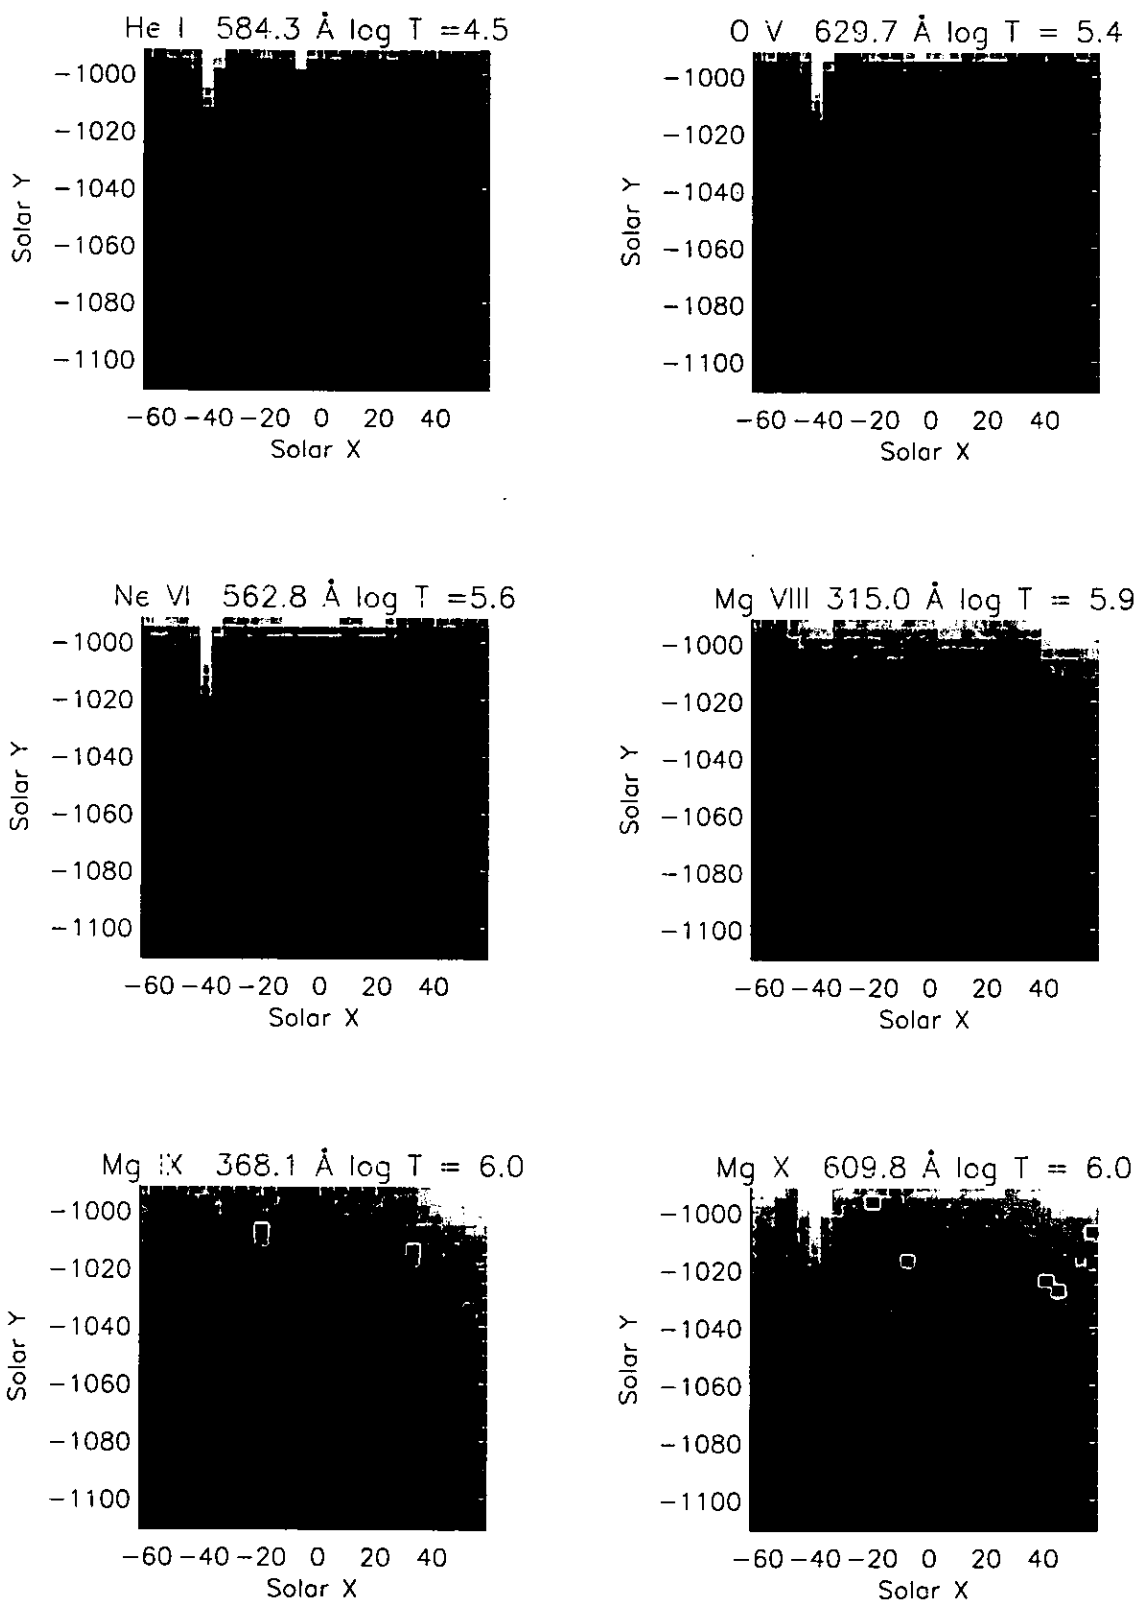 He I 584.3 Å log T =4.5
Solar Y
−1000
−1020
−1040
−1060
−1080
−1100
−60 −40 −20 0 20 40
Solar X
O V 629.7 Å log T = 5.4
Solar Y
−1000
−1020
−1040
−1060
−1080
−1100
−60 −40 −20 0 20 40
Solar X
Ne VI 562.8 Å log T =5.6
Solar Y
−1000
−1020
−1040
−1060
−1080
−1100
−60 −40 −20 0 20 40
Solar X
Mg VIII 315.0 Å log T = 5.9
Solar Y
−1000
−1020
−1040
−1060
−1080
−1100
−60 −40 −20 0 20 40
Solar X
Mg IX 368.1 Å log T = 6.0
Solar Y
−1000
−1020
−1040
−1060
−1080
−1100
−60 −40 −20 0 20 40
Solar X
Mg X 609.8 Å log T = 6.0
Solar Y
−1000
−1020
−1040
−1060
−1080
−1100
−60 −40 −20 0 20 40
Solar X